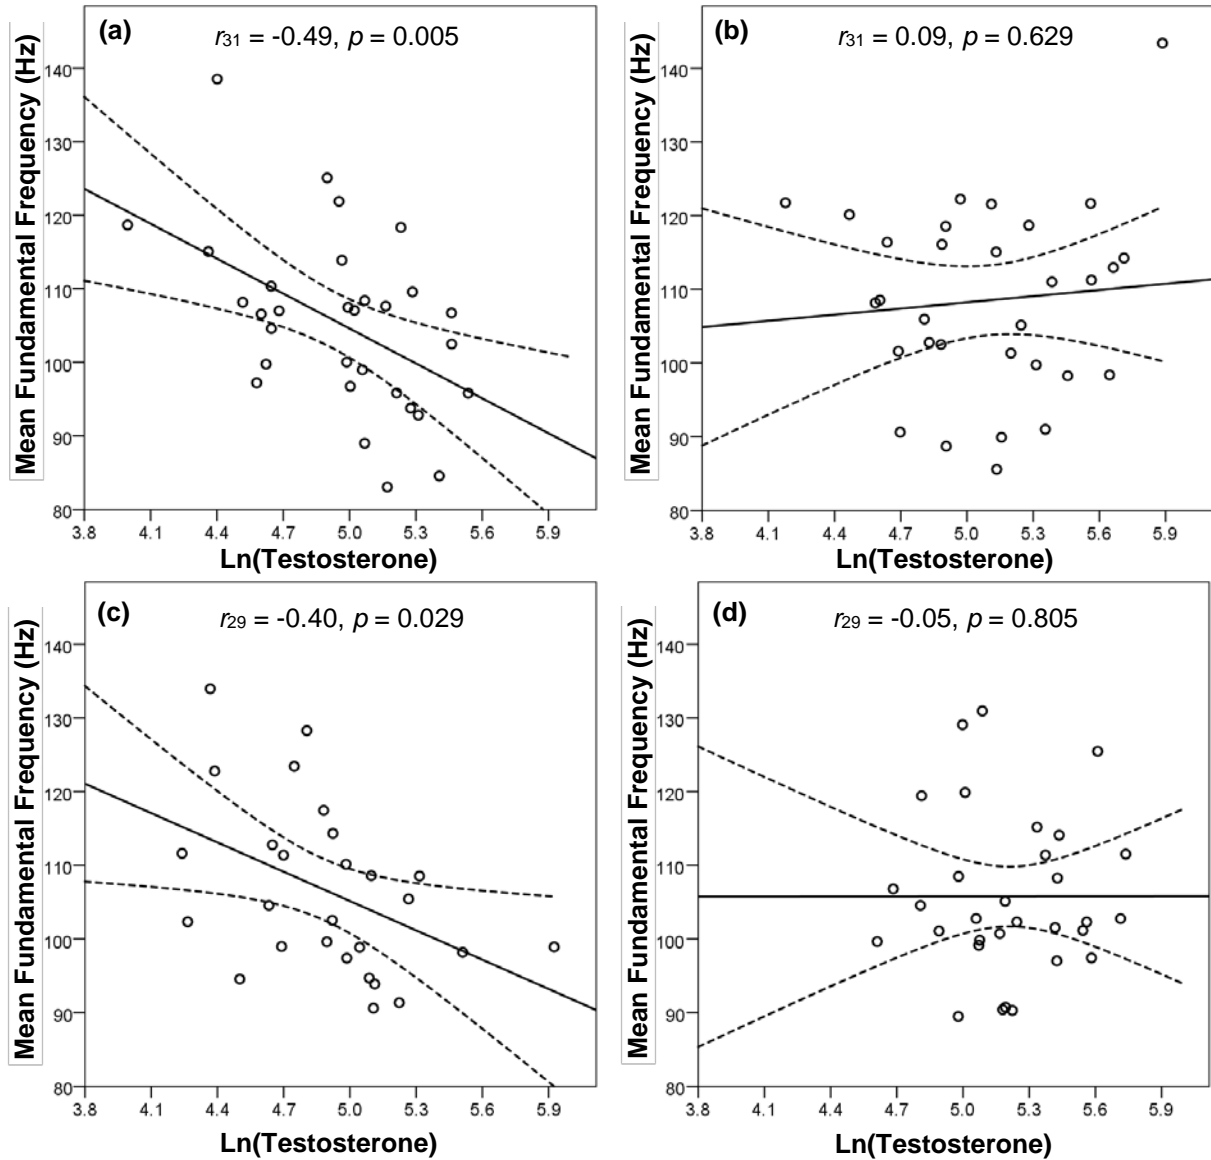 (a) r31 = -0.49, p = 0.005
Mean Fundamental Frequency (Hz)
140
130
120
110
100
90
80
3.8 4.1 4.4 4.7 5.0 5.3 5.6 5.9
Ln(Testosterone)
(b) r31 = 0.09, p = 0.629
Mean Fundamental Frequency (Hz)
140
130
120
110
100
90
80
3.8 4.1 4.4 4.7 5.0 5.3 5.6 5.9
Ln(Testosterone)
(c) r29 = -0.40, p = 0.029
Mean Fundamental Frequency (Hz)
140
130
120
110
100
90
80
3.8 4.1 4.4 4.7 5.0 5.3 5.6 5.9
Ln(Testosterone)
(d) r29 = -0.05, p = 0.805
Mean Fundamental Frequency (Hz)
140
130
120
110
100
90
80
3.8 4.1 4.4 4.7 5.0 5.3 5.6 5.9
Ln(Testosterone)